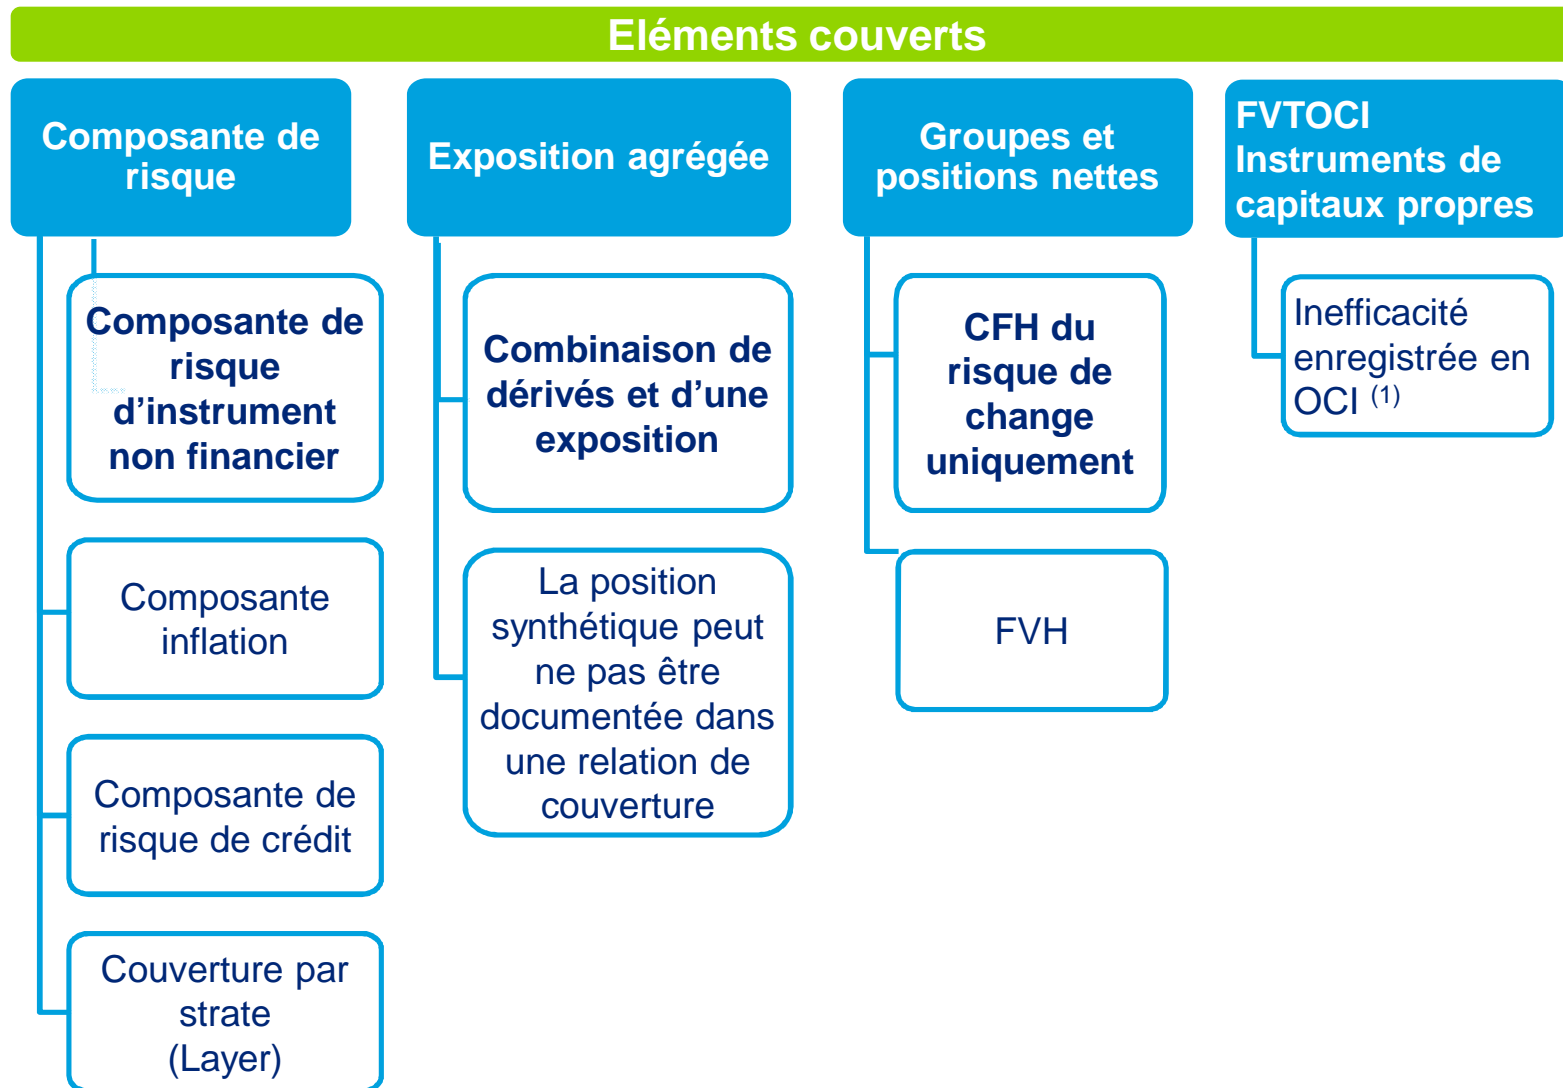 Eléments couverts
Composante de
risque
Composante de
risque
d’instrument
non financier
Composante
inflation
Composante de
risque de crédit
Couverture par
strate
(Layer)
Exposition agrégée
Combinaison de
dérivés et d’une
exposition
La position
synthétique peut
ne pas être
documentée dans
une relation de
couverture
Groupes et
positions nettes
CFH du
risque de
change
uniquement
FVH
FVTOCI
Instruments de
capitaux propres
Inefficacité
enregistrée en
OCI (1)